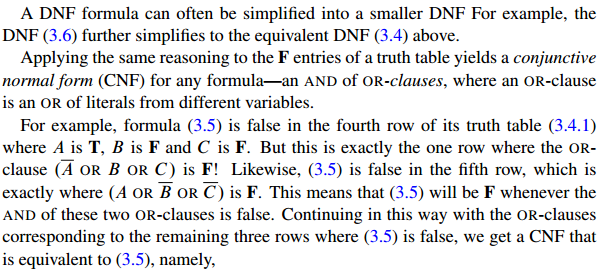 A DNF formula can often be simplified into a smaller DNF For example, the
DNF (3.6) further simplifies to the equivalent DNF (3.4) above.
Applying the same reasoning to the F entries of a truth table yields a conjunctive
normal form (CNF) for any formula—an AND of OR-clauses, where an OR-clause
is an OR of literals from different variables.
For example, formula (3.5) is false in the fourth row of its truth table (3.4.1)
where A is T, B is F and C is F. But this is exactly the one row where the OR-
clause (A̅ OR B OR C) is F! Likewise, (3.5) is false in the fifth row, which is
exactly where (A OR B̅ OR C̅) is F. This means that (3.5) will be F whenever the
AND of these two OR-clauses is false. Continuing in this way with the OR-clauses
corresponding to the remaining three rows where (3.5) is false, we get a CNF that
is equivalent to (3.5), namely,